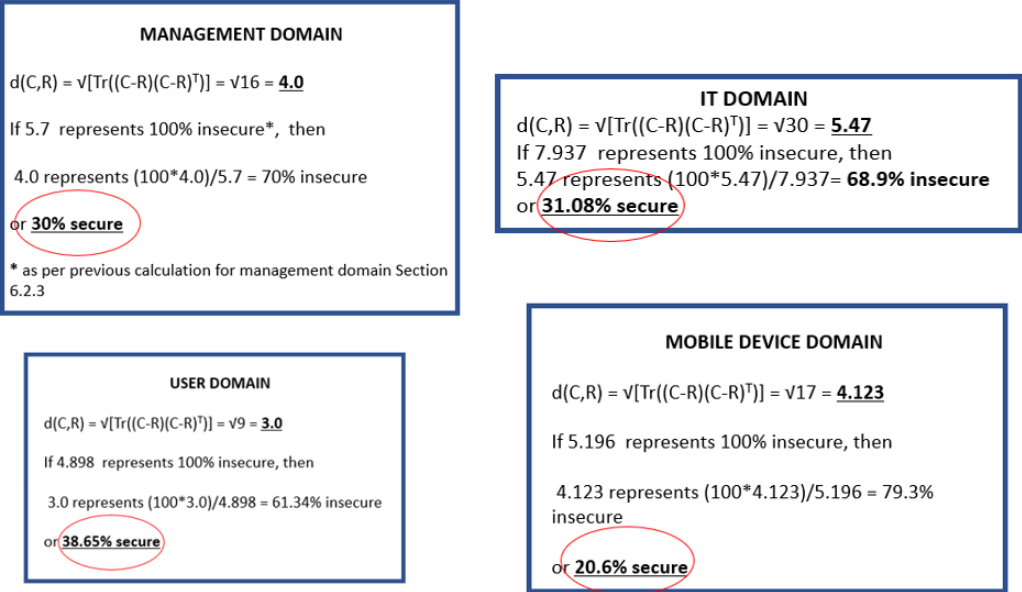 MANAGEMENT DOMAIN
d(C,R) = √[Tr((C-R)(C-R)ᵀ)] = √16 = 4.0
If 5.7 represents 100% insecure*, then
4.0 represents (100*4.0)/5.7 = 70% insecure
or 30% secure
* as per previous calculation for management domain Section
6.2.3
IT DOMAIN
d(C,R) = √[Tr((C-R)(C-R)ᵀ)] = √30 = 5.47
If 7.937 represents 100% insecure, then
5.47 represents (100*5.47)/7.937= 68.9% insecure
or 31.08% secure
USER DOMAIN
d(C,R) = √[Tr((C-R)(C-R)ᵀ)] = √9 = 3.0
If 4.898 represents 100% insecure, then
3.0 represents (100*3.0)/4.898 = 61.34% insecure
or 38.65% secure
MOBILE DEVICE DOMAIN
d(C,R) = √[Tr((C-R)(C-R)ᵀ)] = √17 = 4.123
If 5.196 represents 100% insecure, then
4.123 represents (100*4.123)/5.196 = 79.3%
insecure
or 20.6% secure